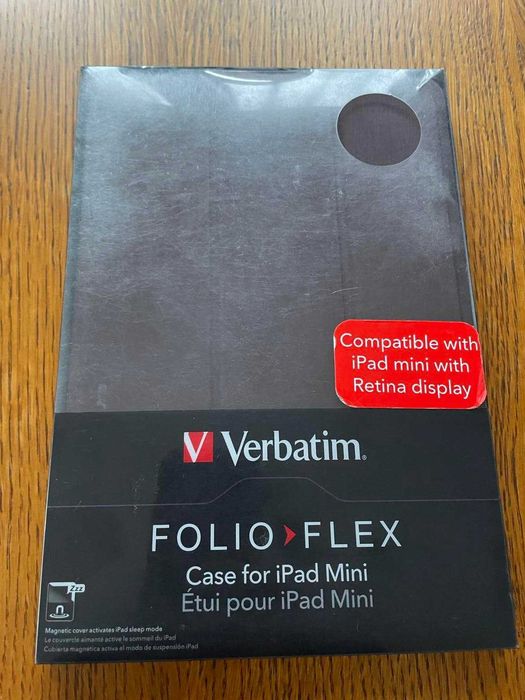 Compatible with
iPad mini with
Retina display
V Verbatim®
FOLIO FLEX
Case for iPad Mini
Étui pour iPad Mini
Zzz
Magnetic cover activates iPad sleep mode
Le couvercle aimanté active le sommeil du iPad
Cubierta magnética activa el modo de suspensión iPad